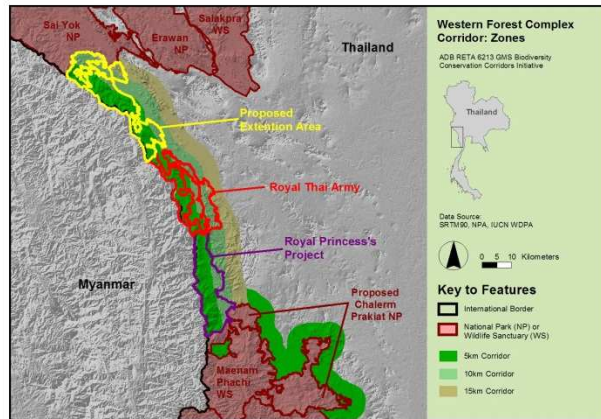 Sai Yok
NP
Erawan
NP
Salakpra
WS
Thailand
Proposed
Extention Area
Royal Thai Army
Royal Princess's
Project
Myanmar
Proposed
Chalerm
Prakiat NP
Maenam
Phachi
WS
Western Forest Complex
Corridor: Zones
ADB RETA 6213 GMS Biodiversity
Conservation Corridors Initiative
Thailand
Data Source:
SRTM90, NPA, IUCN WDPA
0 5 10 Kilometers
Key to Features
International Border
National Park (NP) or
Wildlife Sanctuary (WS)
5km Corridor
10km Corridor
15km Corridor